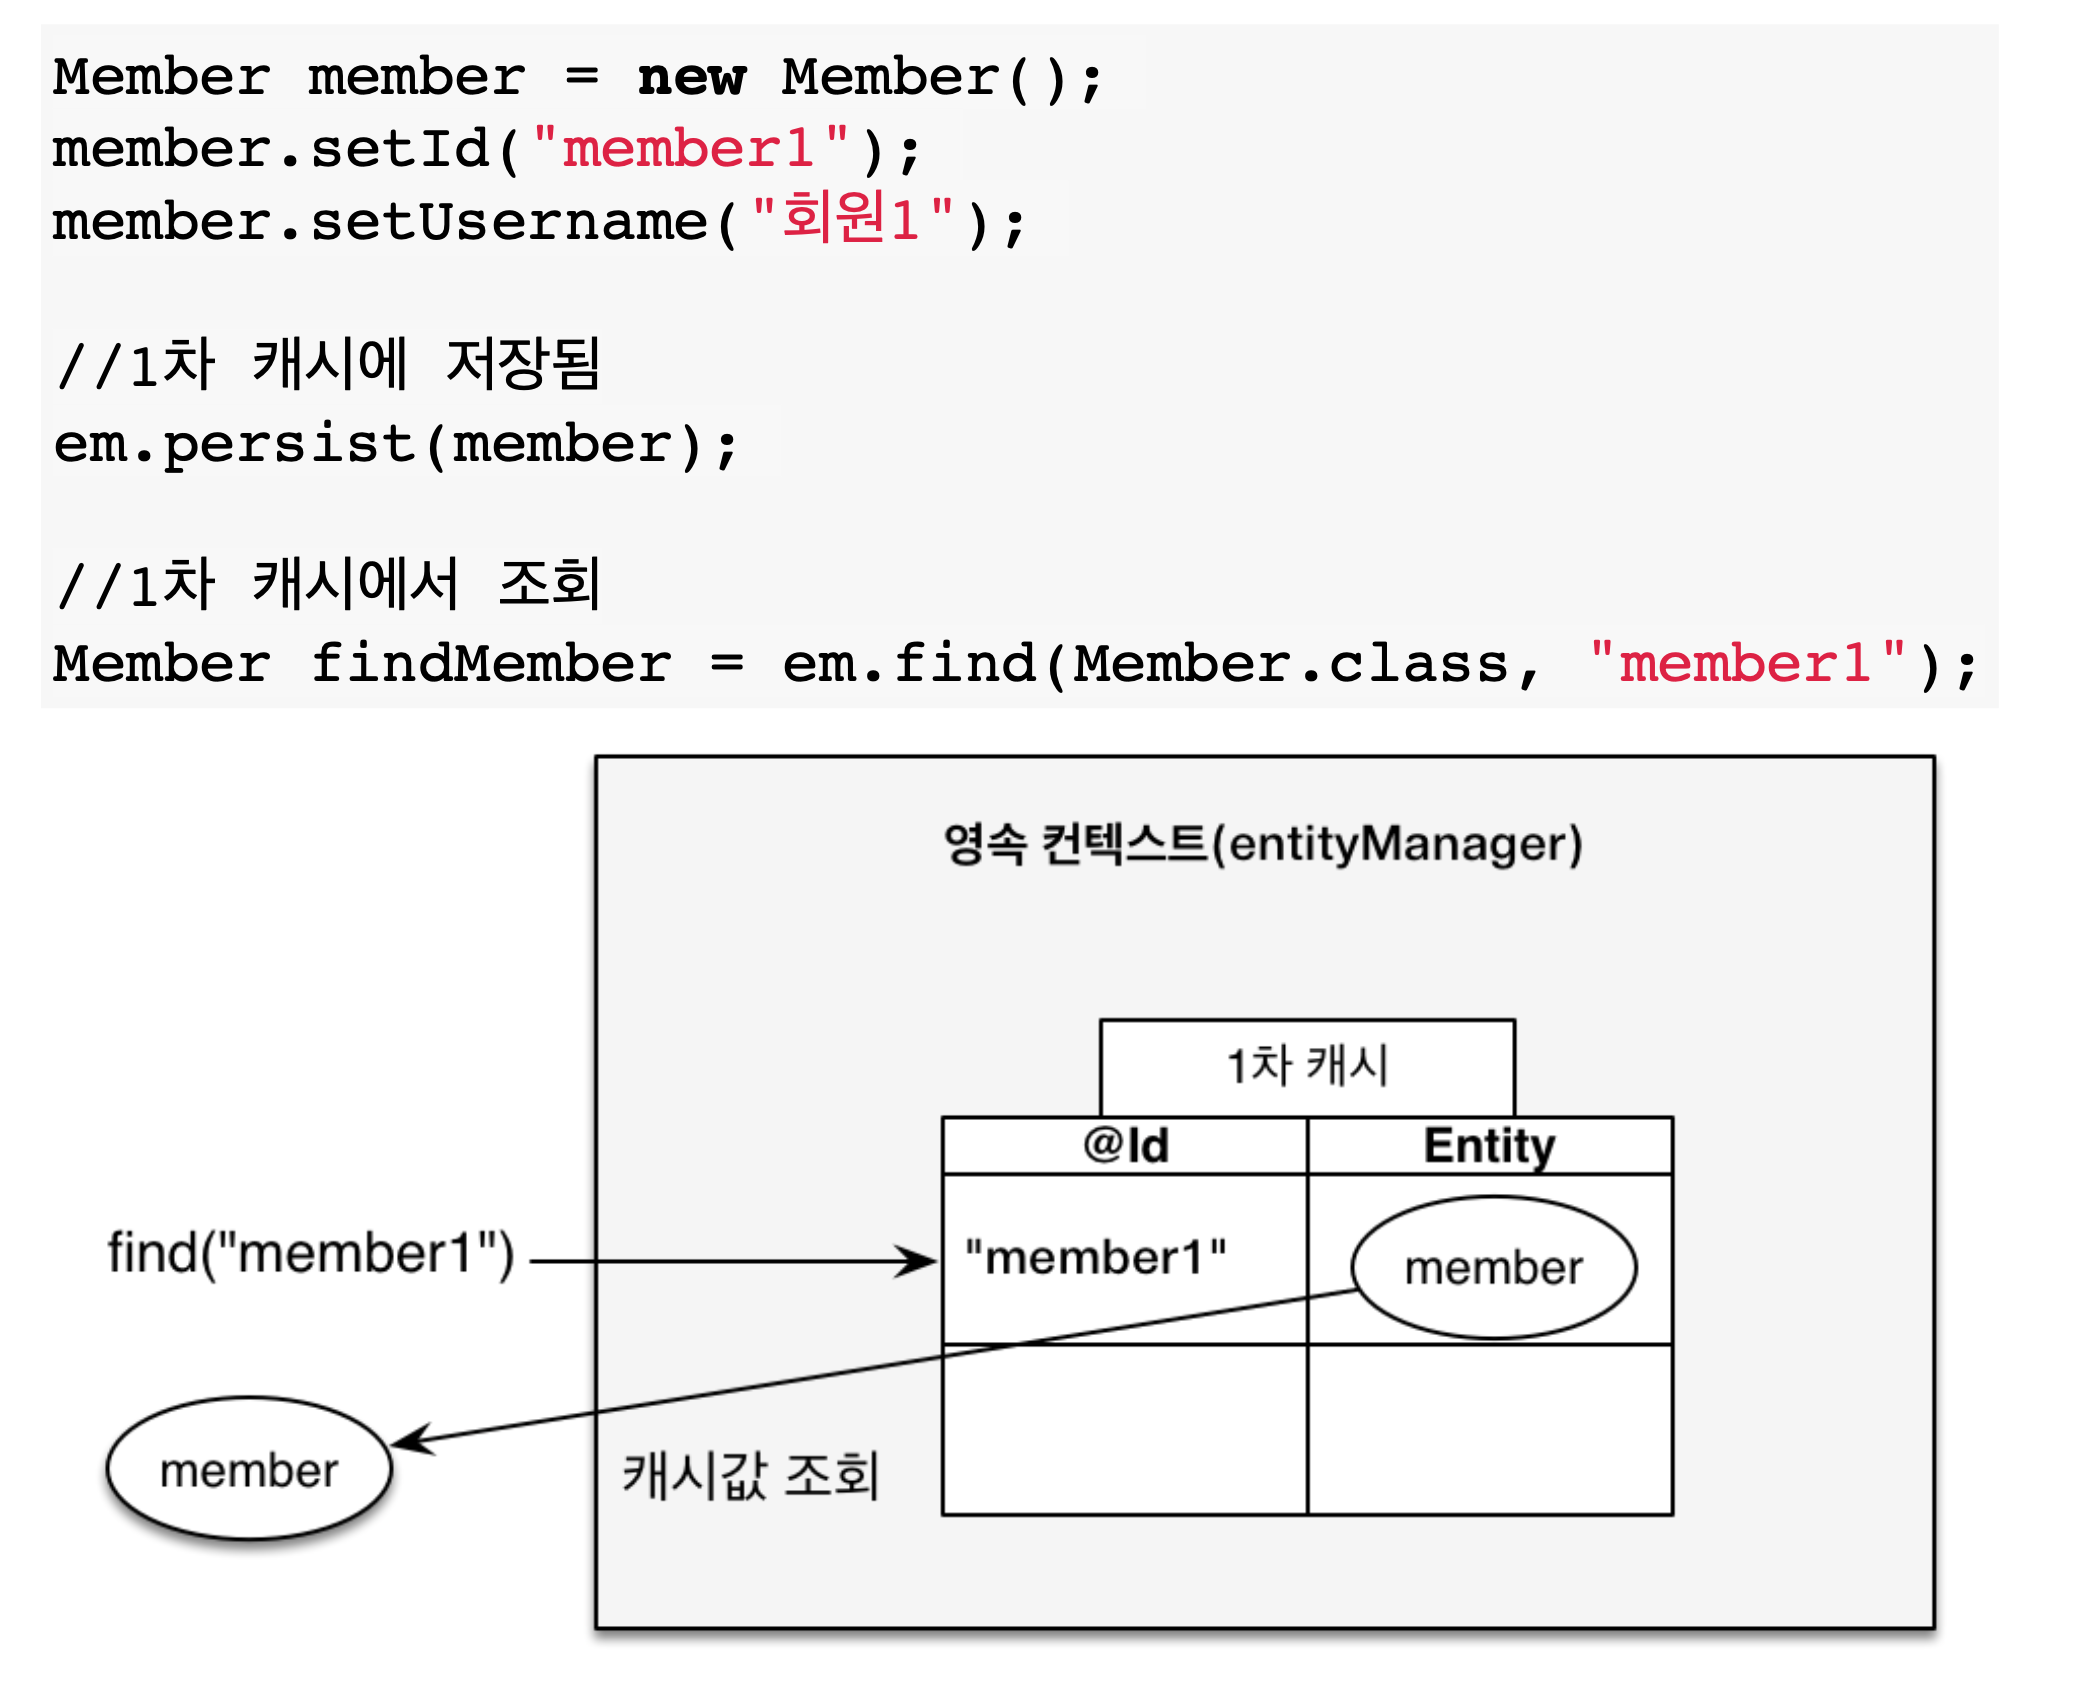 Member member = new Member();
member.setId("member1");
member.setUsername("회원1");
//1차 캐시에 저장됨
em.persist(member);
//1차 캐시에서 조회
Member findMember = em.find(Member.class, "member1");
영속 컨텍스트(entityManager)
1차 캐시
@Id Entity
find("member1") "member1" member
member
캐시값 조회